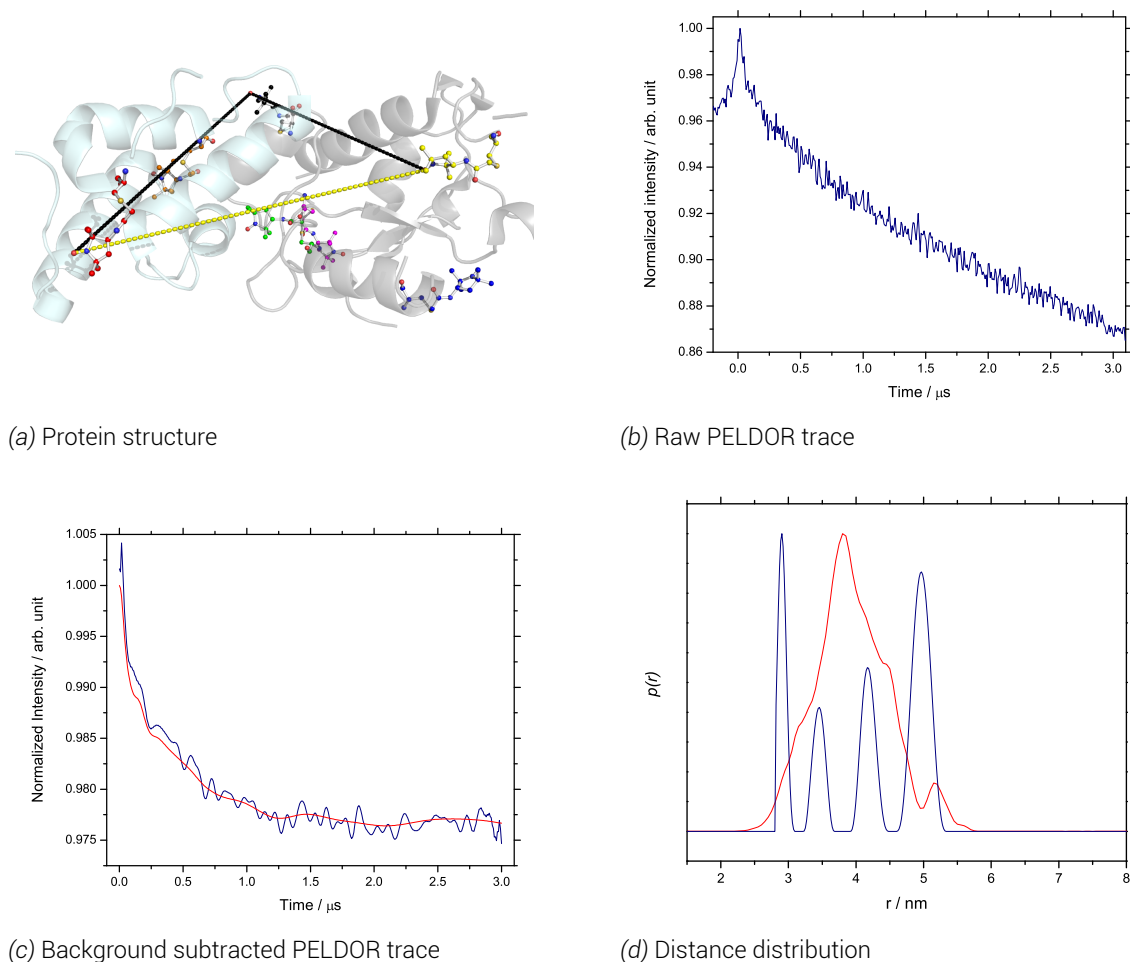 1.00
0.98
0.96
0.94
0.92
0.90
0.88
0.86
Normalized intensity / arb. unit
0.0 0.5 1.0 1.5 2.0 2.5 3.0
Time / μs
(a) Protein structure
(b) Raw PELDOR trace
1.005
1.000
0.995
0.990
0.985
0.980
0.975
Normalized Intensity / arb. unit
0.0 0.5 1.0 1.5 2.0 2.5 3.0
Time / μs
p(r)
2 3 4 5 6 7 8
r / nm
(c) Background subtracted PELDOR trace
(d) Distance distribution